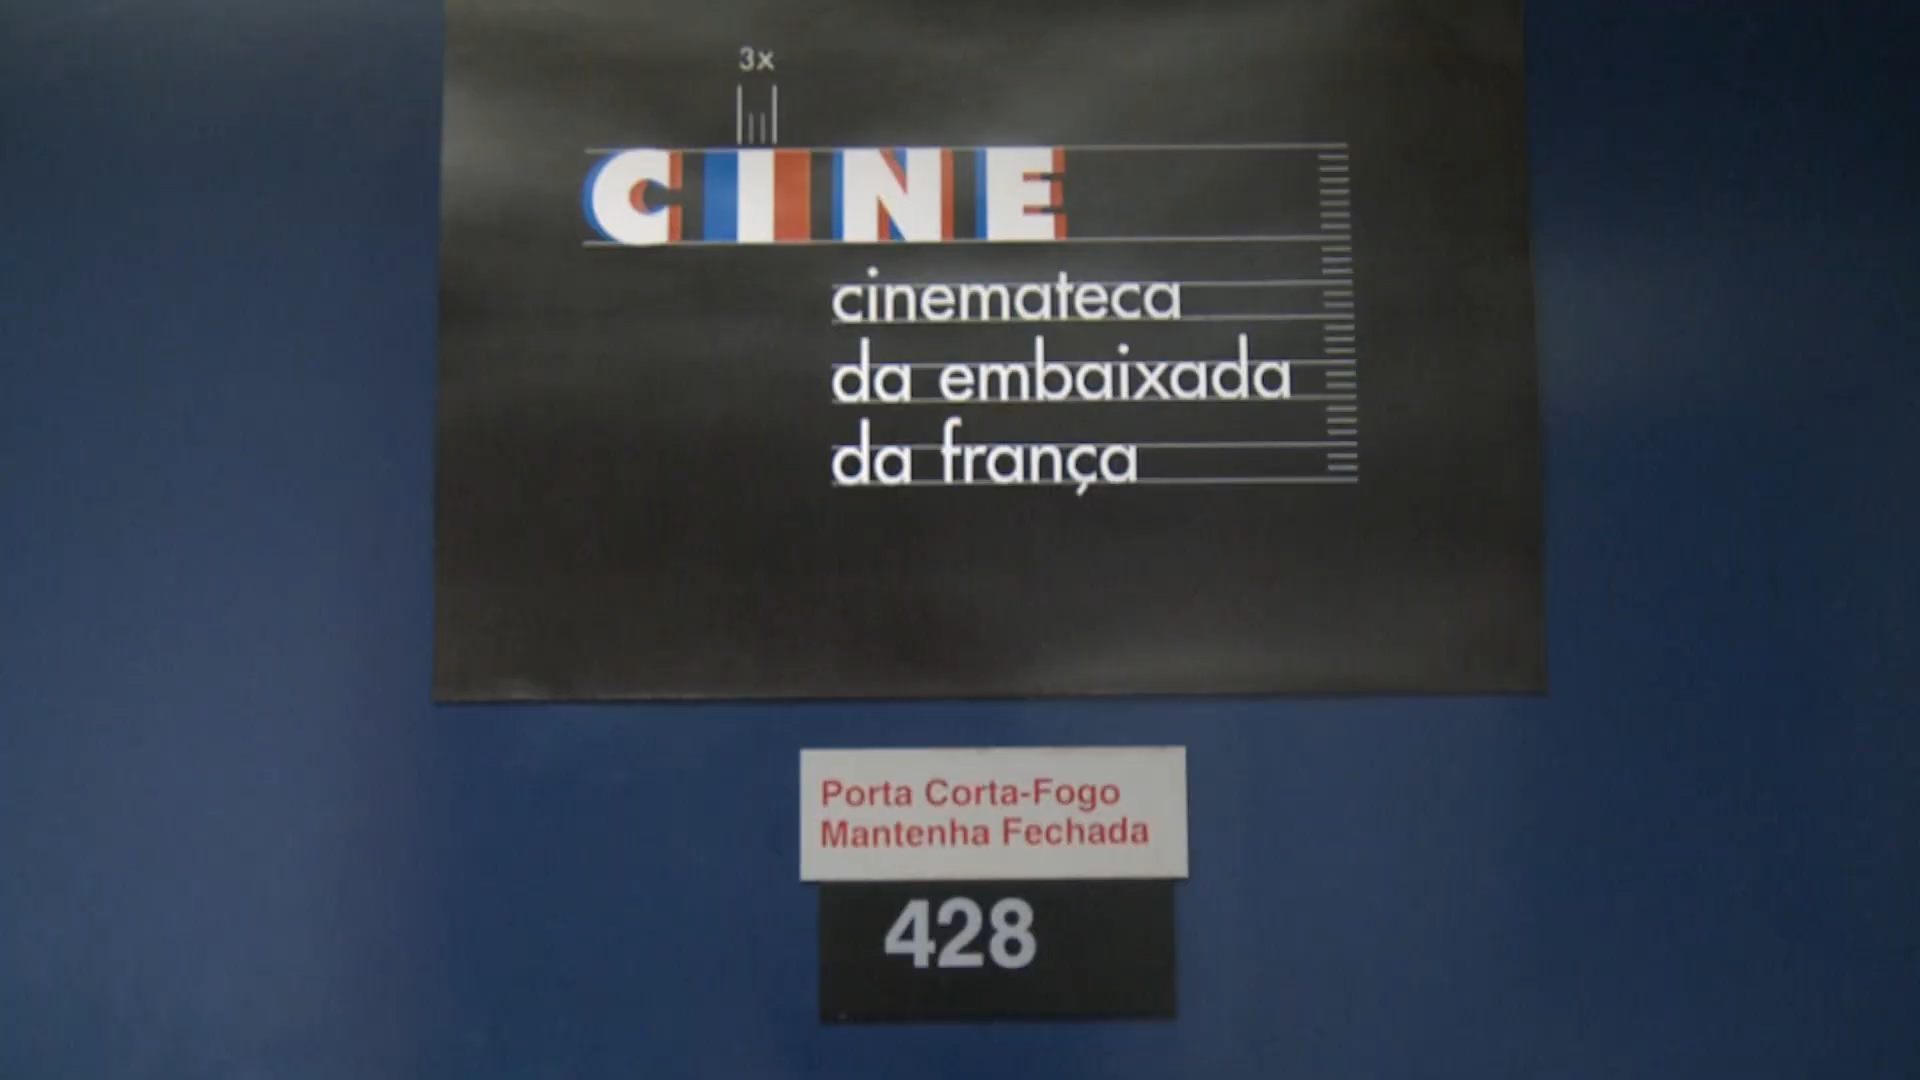 3x
CINE
cinemateca
da embaixada
da frança
Porta Corta-Fogo
Mantenha Fechada
428